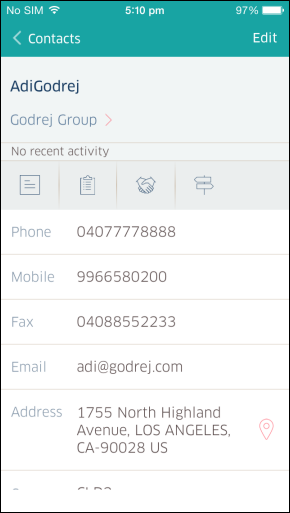 No SIM 5:10 pm 97%
Contacts Edit
AdiGodrej
Godrej Group
No recent activity
Phone 04077778888
Mobile 9966580200
Fax 04088552233
Email adi@godrej.com
Address 1755 North Highland
Avenue, LOS ANGELES,
CA-90028 US